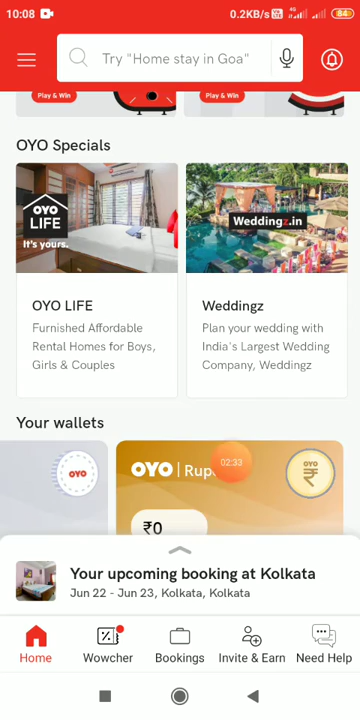 10:08 0.2KB/s 4G 84
Try "Home stay in Goa"
Play & Win Play & Win
OYO Specials
OYO
LIFE
It's yours.
Weddingz.in
OYO LIFE
Furnished Affordable
Rental Homes for Boys,
Girls & Couples
Weddingz
Plan your wedding with
India's Largest Wedding
Company, Weddingz
Your wallets
OYO
OYO | Rup
02:33
OYO
₹
₹0
Your upcoming booking at Kolkata
Jun 22 - Jun 23, Kolkata, Kolkata
Home Wowcher Bookings Invite & Earn Need Help